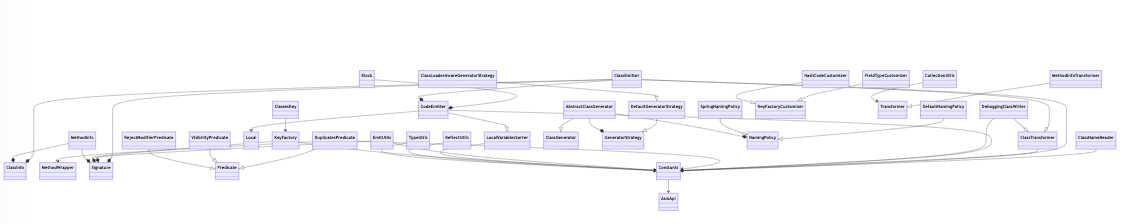 Block
ClassLoaderAwareGeneratorStrategy
ClassEmitter
HashCodeCustomizer
FieldTypeCustomizer
CollectionUtils
MethodInfoTransformer
ClassesKey
CodeEmitter
AbstractClassGenerator
DefaultGeneratorStrategy
SpringNamingPolicy
KeyFactoryCustomizer
Transformer
DefaultNamingPolicy
DebuggingClassWriter
MethodInfo
RejectModifierPredicate
VisibilityPredicate
Local
KeyFactory
DuplicatesPredicate
EmitUtils
TypeUtils
ReflectUtils
LocalVariablesSorter
ClassGenerator
GeneratorStrategy
NamingPolicy
ClassTransformer
ClassNameReader
ClassInfo
MethodWrapper
Signature
Predicate
Constants
AsmApi